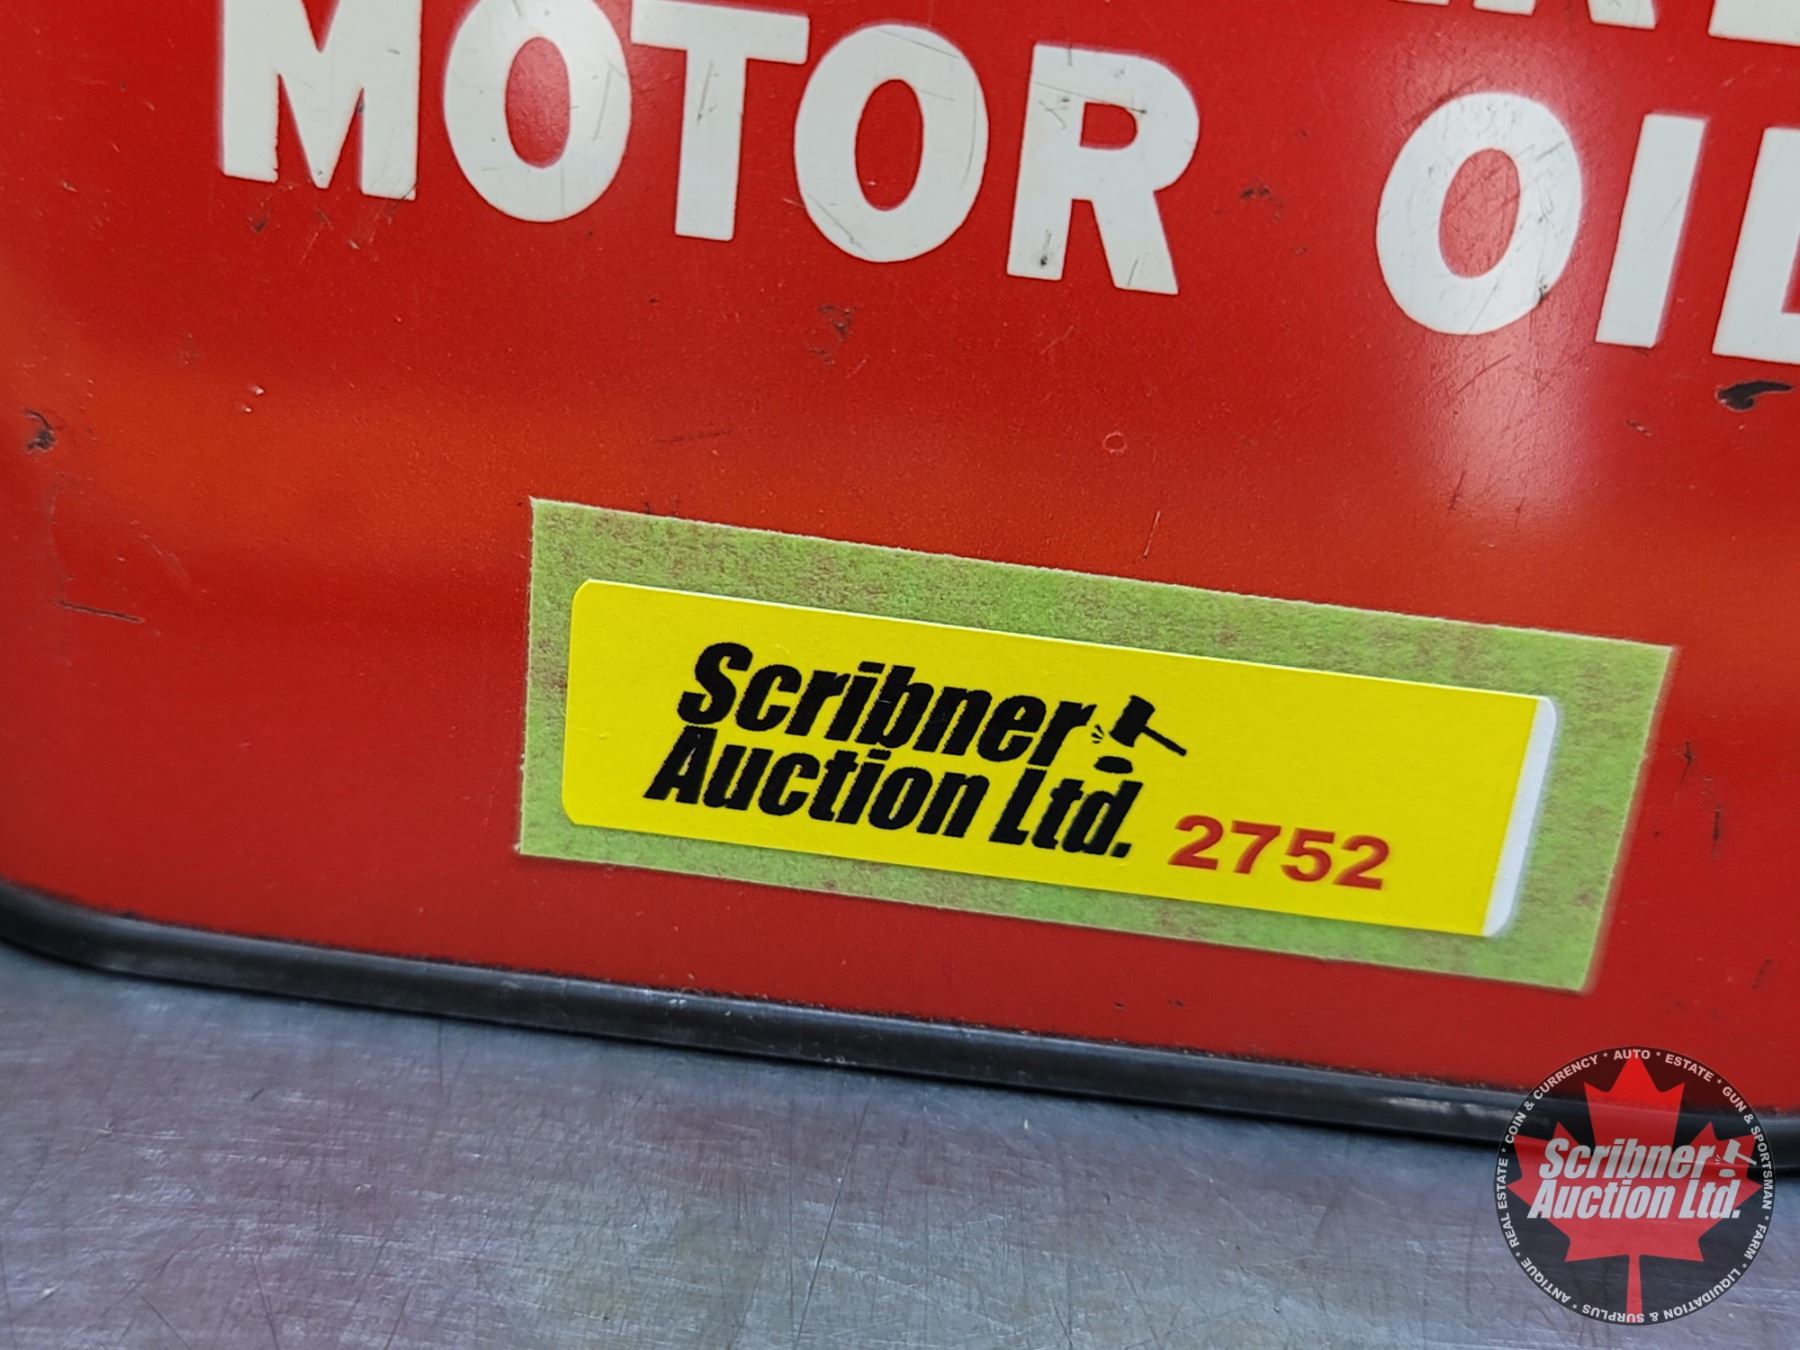 MOTOR OIL
Scribner
Auction Ltd. 2752
COIN & CURRENCY * AUTO * ESTATE * GUN & SPORTSMAN * FARM * LIQUIDATION & SURPLUS * ANTIQUE * REAL ESTATE *
Scribner
Auction Ltd.